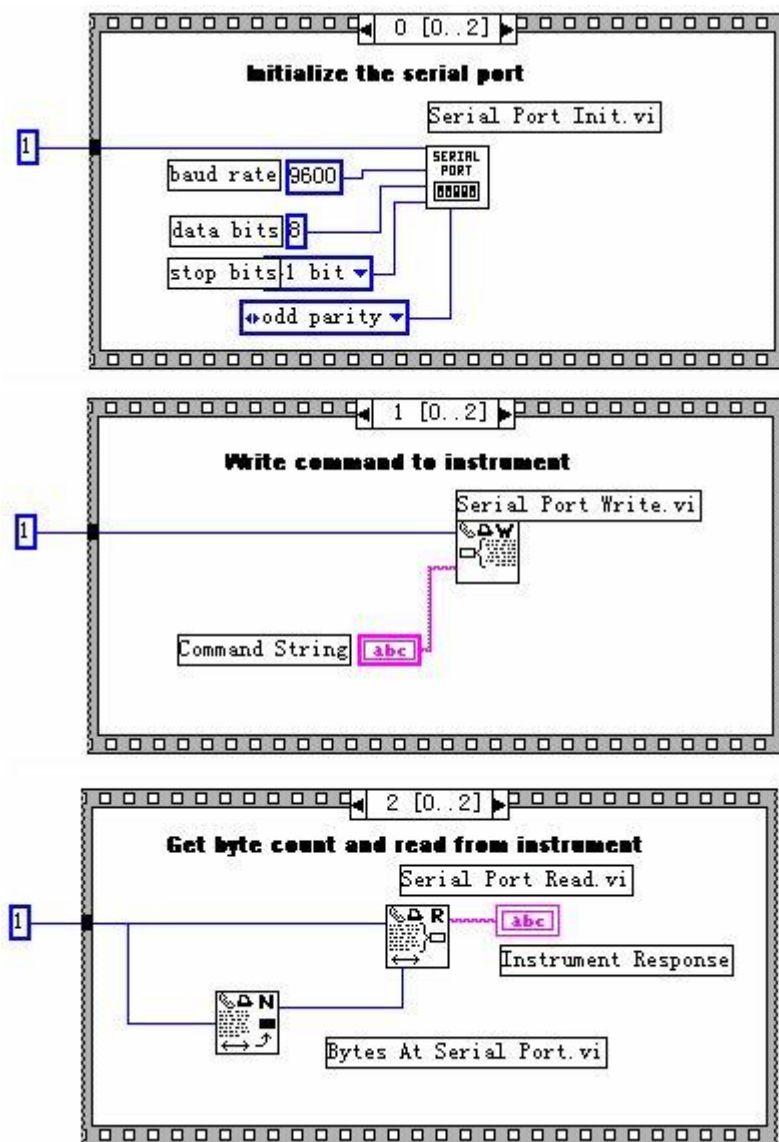 0 [0..2]
Initialize the serial port
Serial Port Init.vi
1
SERIAL
PORT
baud rate 9600
data bits 8
stop bits 1 bit
odd parity
1 [0..2]
Write command to instrument
Serial Port Write.vi
1
W
Command String abc
2 [0..2]
Get byte count and read from instrument
Serial Port Read.vi
1
R
abc
Instrument Response
N
Bytes At Serial Port.vi